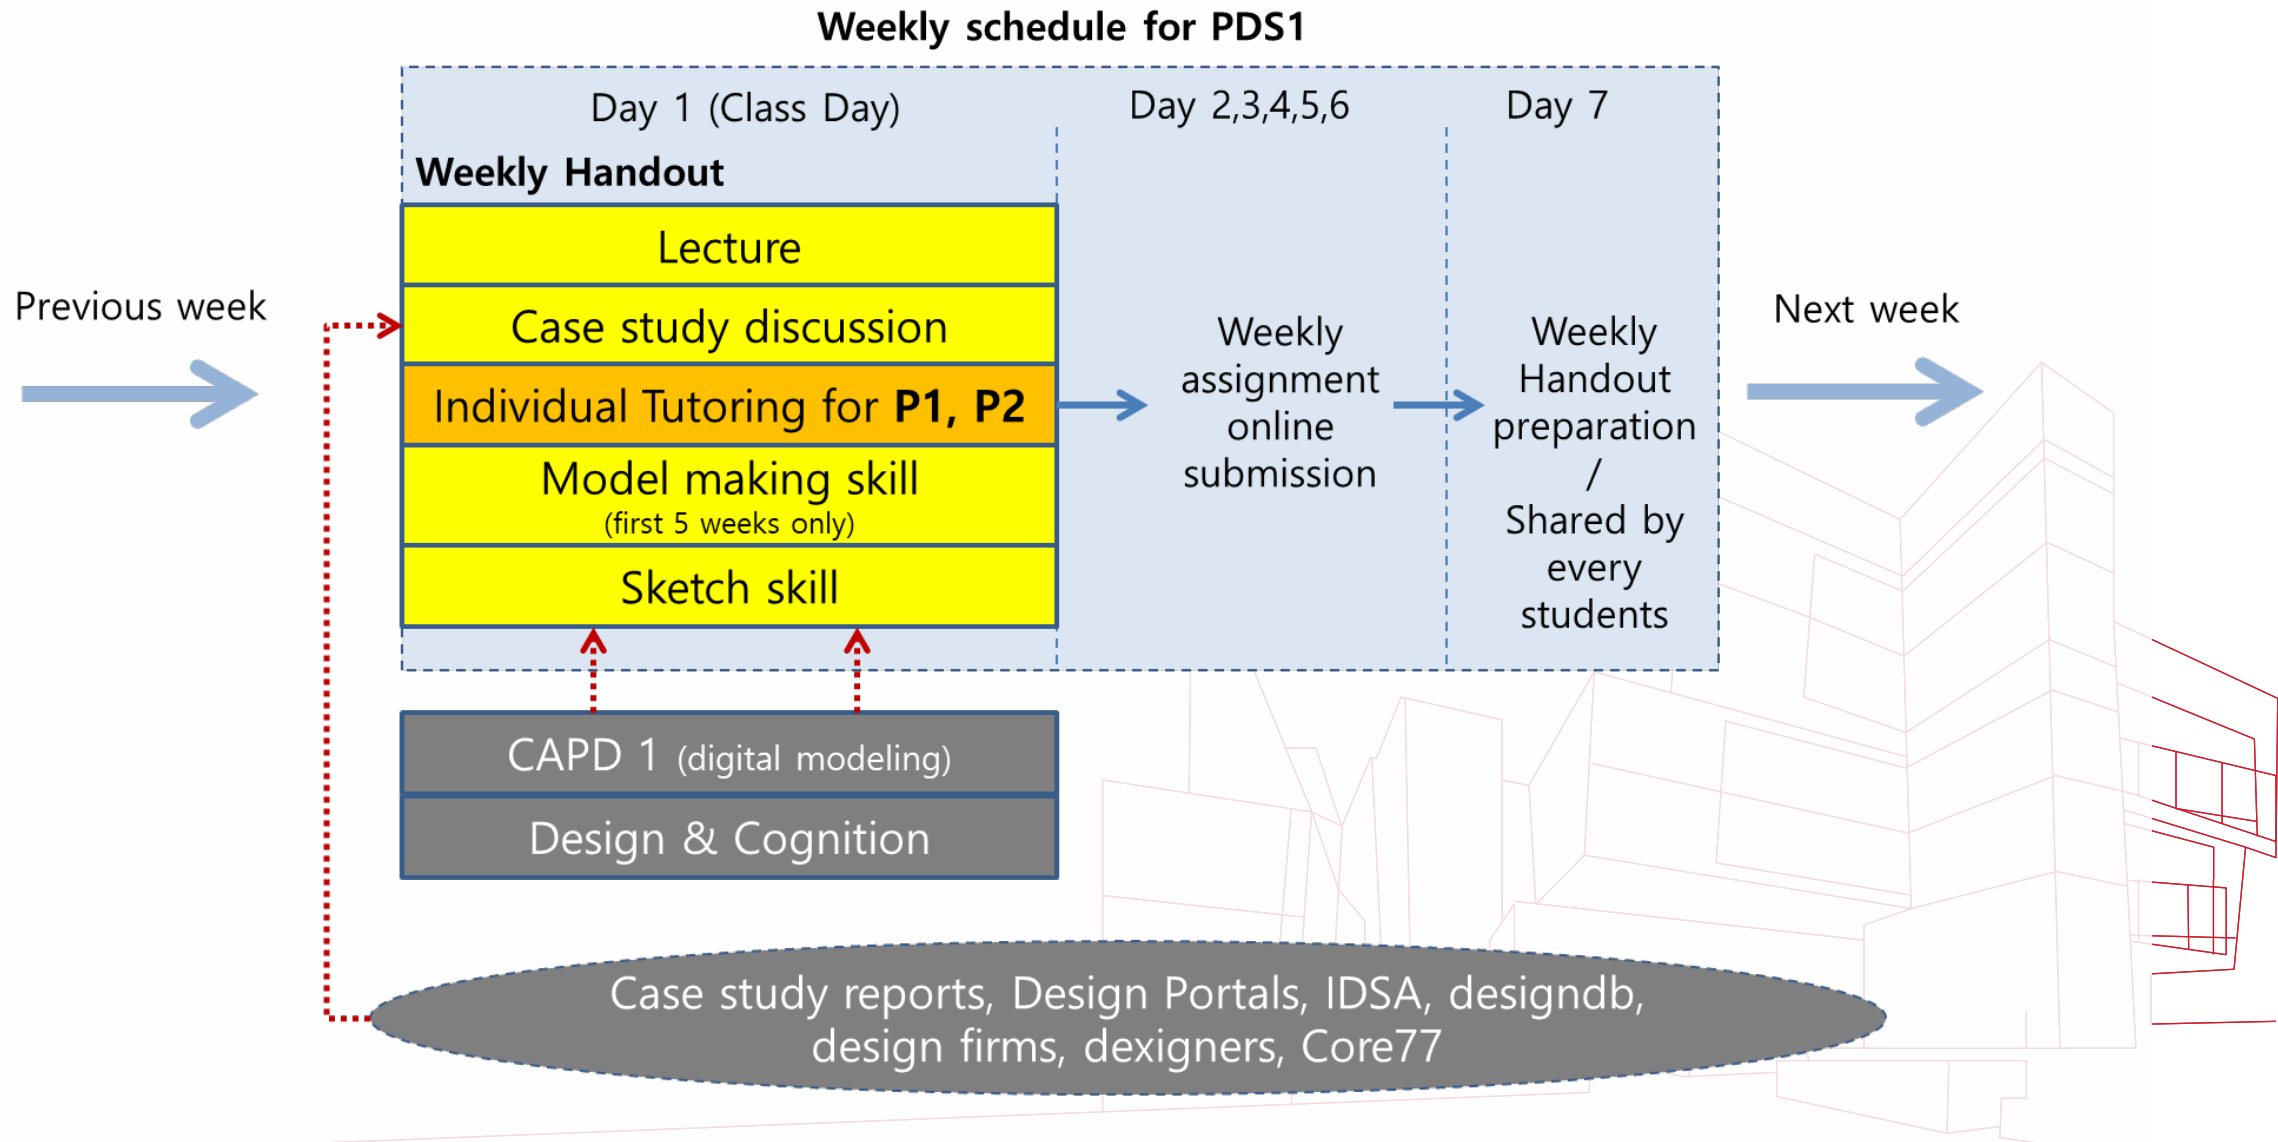 Weekly schedule for PDS1
Day 1 (Class Day)
Day 2,3,4,5,6
Day 7
Weekly Handout
Lecture
Case study discussion
Individual Tutoring for P1, P2
Model making skill
(first 5 weeks only)
Sketch skill
Previous week
Weekly
assignment
online
submission
Weekly
Handout
preparation
/
Shared by
every
students
Next week
CAPD 1 (digital modeling)
Design & Cognition
Case study reports, Design Portals, IDSA, designdb,
design firms, dexigners, Core77